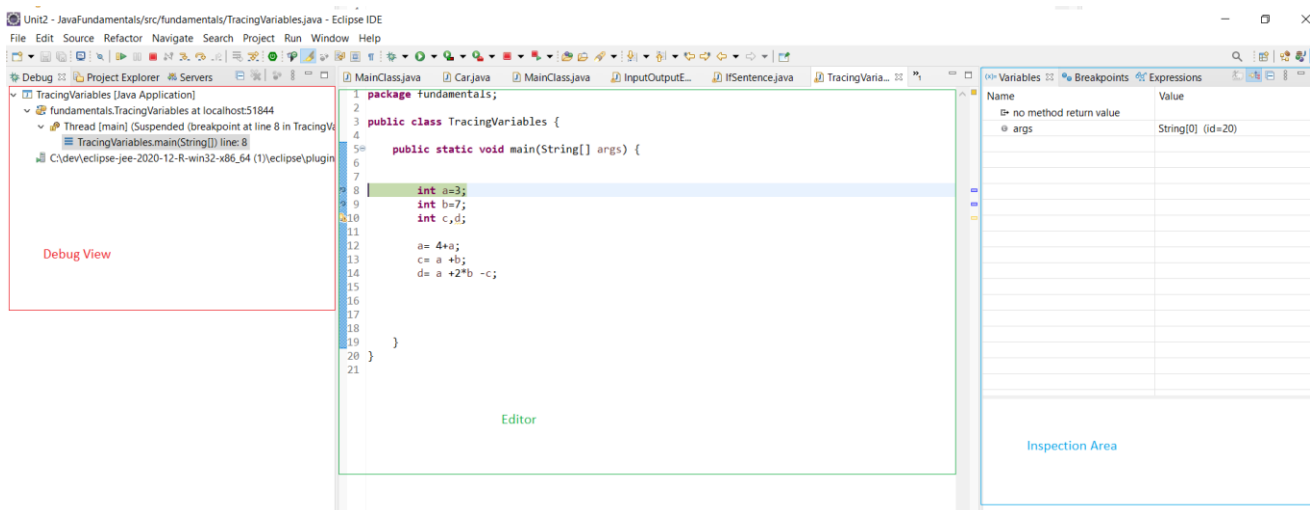 Unit2 - JavaFundamentals/src/fundamentals/TracingVariables.java - Eclipse IDE
File Edit Source Refactor Navigate Search Project Run Window Help
Debug Project Explorer Servers
MainClass.java Car.java MainClass.java InputOutputE... IfSentence.java TracingVaria... »1
Variables Breakpoints Expressions
TracingVariables [Java Application]
fundamentals.TracingVariables at localhost:51844
Thread [main] (Suspended (breakpoint at line 8 in TracingVa
TracingVariables.main(String[]) line: 8
C:\dev\eclipse-jee-2020-12-R-win32-x86_64 (1)\eclipse\plugin
Debug View
1 package fundamentals;
2
3 public class TracingVariables {
4
5 public static void main(String[] args) {
6
7
8 int a=3;
9 int b=7;
10 int c,d;
11
12 a= 4+a;
13 c= a +b;
14 d= a +2*b -c;
15
16
17
18
19 }
20 }
21
Editor
Name Value
no method return value
args String[0] (id=20)
Inspection Area